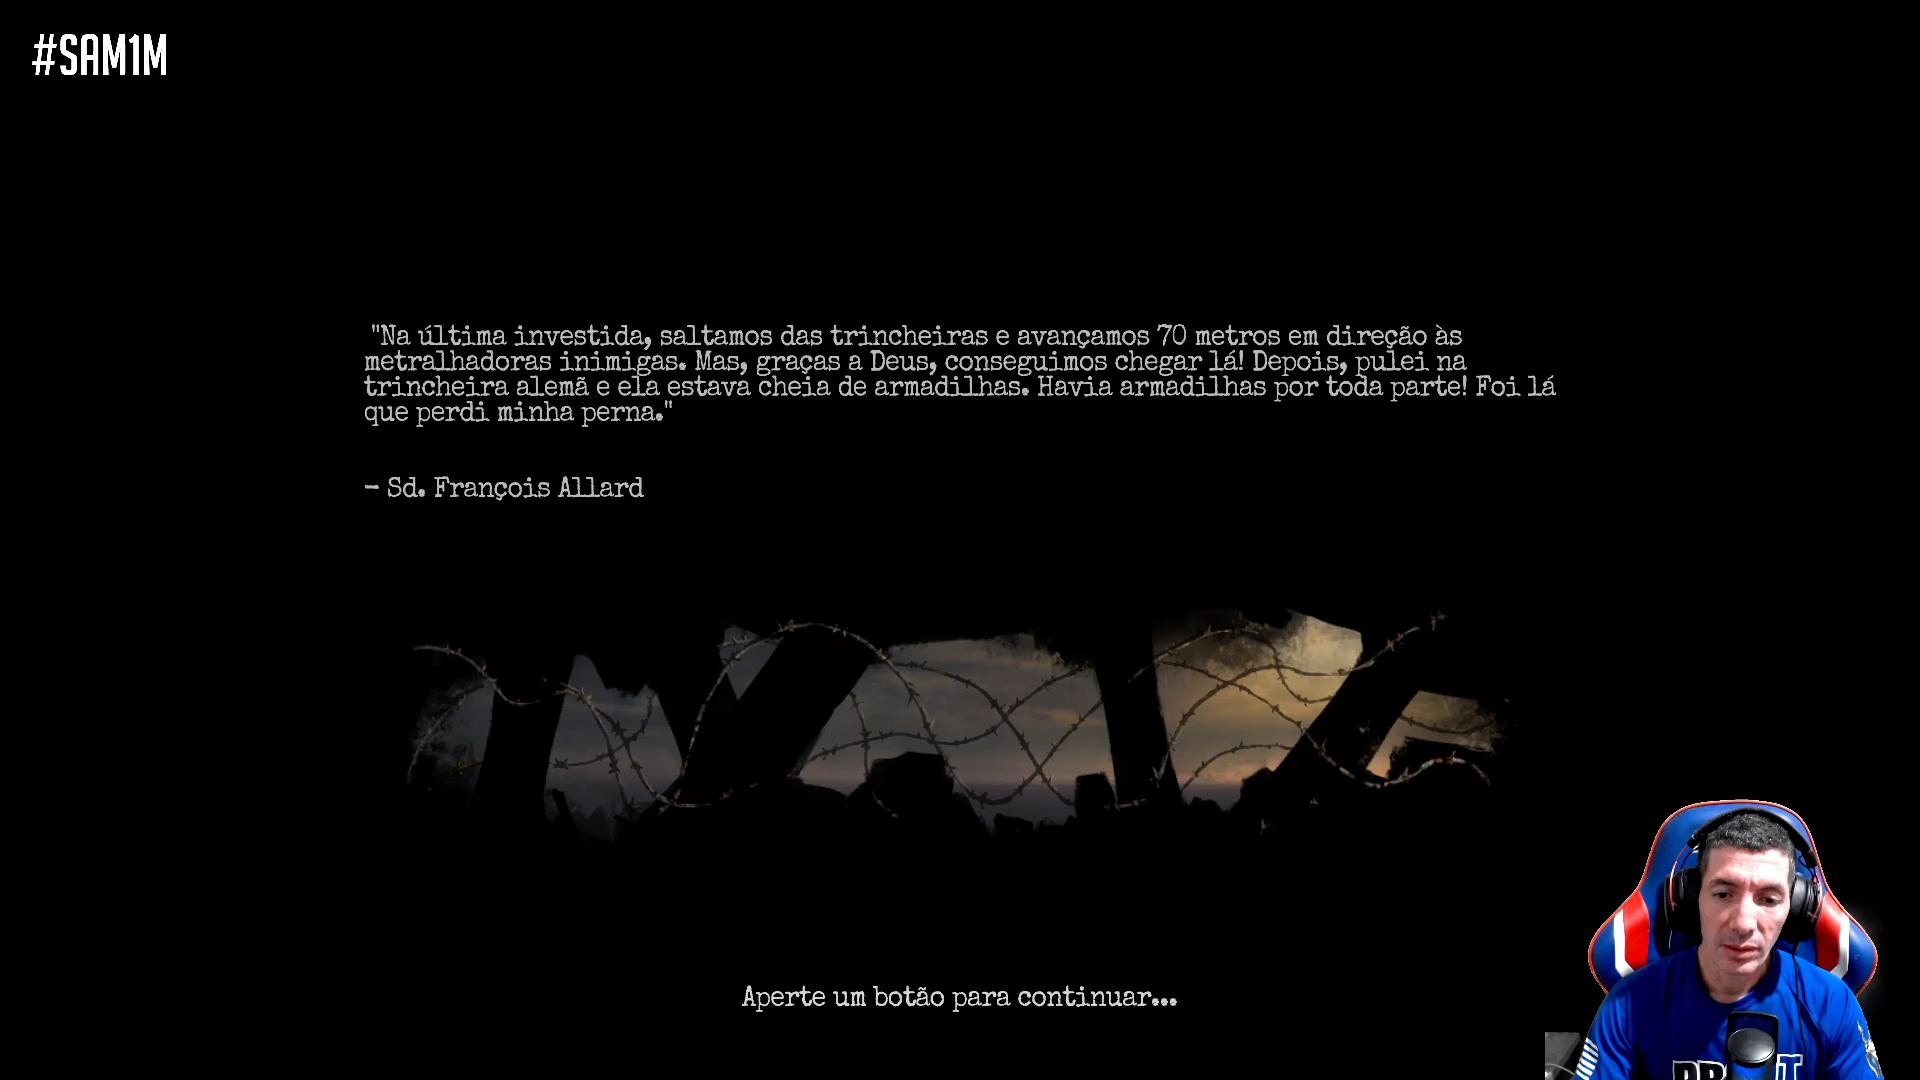 #SAM1M
"Na última investida, saltamos das trincheiras e avançamos 70 metros em direção às
metralhadoras inimigas. Mas, graças a Deus, conseguimos chegar lá! Depois, pulei na
trincheira alemã e ela estava cheia de armadilhas. Havia armadilhas por toda parte! Foi lá
que perdi minha perna."
- Sd. François Allard
Aperte um botão para continuar...